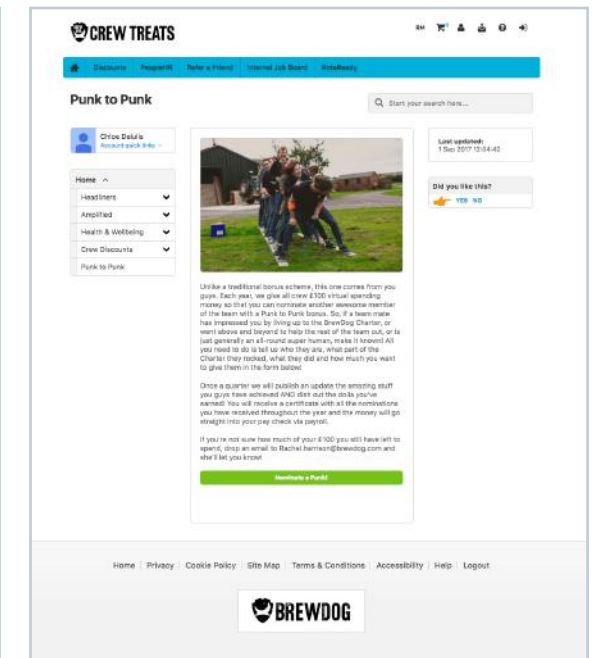 CREW TREATS
RM
Discounts PeopleHR Refer a Friend Internal Job Board RotaReady
Punk to Punk
Start your search here...
Chloe Delulis
Account quick links
Home
Headliners
Amplified
Health & Wellbeing
Crew Discounts
Punk to Punk
Unlike a traditional bonus scheme, this one comes from you
guys. Each year, we give all crew £100 virtual spending
money so that you can nominate another awesome member
of the team with a Punk to Punk bonus. So, if a team mate
has impressed you by living up to the BrewDog Charter, or
went above and beyond to help the rest of the team out, or is
just generally an all-round super human, make it known! All
you need to do is tell us who they are, what part of the
Charter they rocked, what they did and how much you want
to give them in the form below!
Once a quarter we will publish an update the amazing stuff
you guys have achieved AND dish out the dolla you've
earned! You will receive a certificate with all the nominations
you have received throughout the year and the money will go
straight into your pay check via payroll.
If you're not sure how much of your £100 you still have left to
spend, drop an email to Rachel.harrison@brewdog.com and
she'll let you know!
Nominate a Punk!
Last updated:
1 Sep 2017 12:04:42
Did you like this?
YES NO
Home Privacy Cookie Policy Site Map Terms & Conditions Accessibility Help Logout
BREWDOG